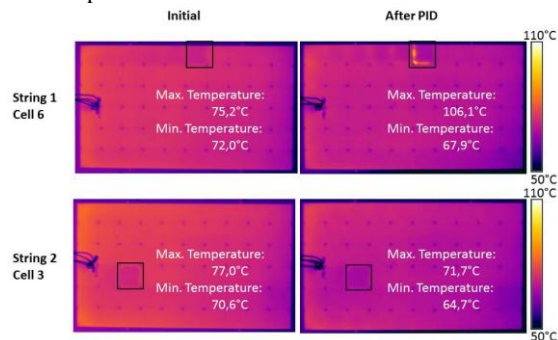 Initial
After PID
String 1
Cell 6
Max. Temperature:
75,2°C
Min. Temperature:
72,0°C
Max. Temperature:
106,1°C
Min. Temperature:
67,9°C
110°C
50°C
String 2
Cell 3
Max. Temperature:
77,0°C
Min. Temperature:
70,6°C
Max. Temperature:
71,7°C
Min. Temperature:
64,7°C
110°C
50°C